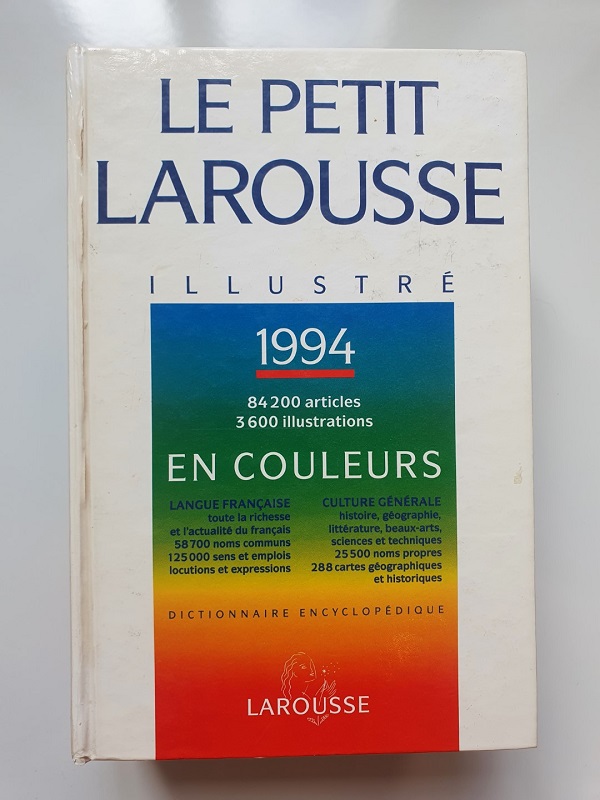 LE PETIT
LAROUSSE
ILLUSTRÉ
1994
84 200 articles
3 600 illustrations
EN COULEURS
LANGUE FRANÇAISE
toute la richesse
et l'actualité du français
58 700 noms communs
125 000 sens et emplois
locutions et expressions
CULTURE GÉNÉRALE
histoire, géographie,
littérature, beaux-arts,
sciences et techniques
25 500 noms propres
288 cartes géographiques
et historiques
DICTIONNAIRE ENCYCLOPÉDIQUE
LAROUSSE